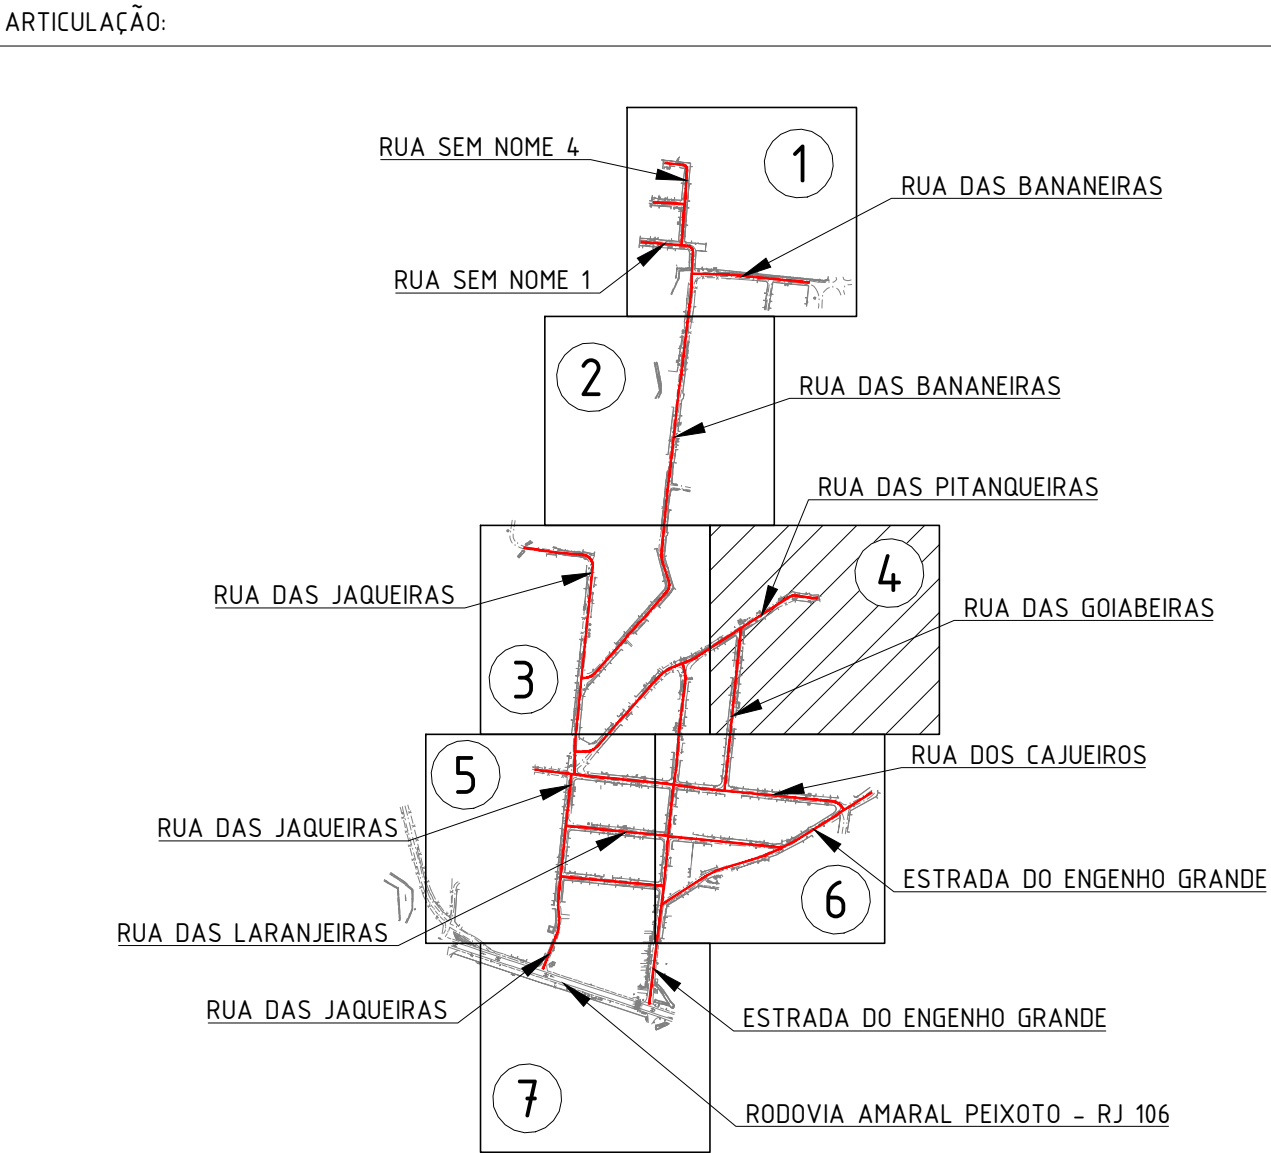 ARTICULAÇÃO:
RUA SEM NOME 4
1
RUA DAS BANANEIRAS
RUA SEM NOME 1
2
RUA DAS BANANEIRAS
RUA DAS PITANQUEIRAS
4
RUA DAS JAQUEIRAS
RUA DAS GOIABEIRAS
3
RUA DOS CAJUEIROS
5
RUA DAS JAQUEIRAS
ESTRADA DO ENGENHO GRANDE
6
RUA DAS LARANJEIRAS
RUA DAS JAQUEIRAS
ESTRADA DO ENGENHO GRANDE
7
RODOVIA AMARAL PEIXOTO - RJ 106